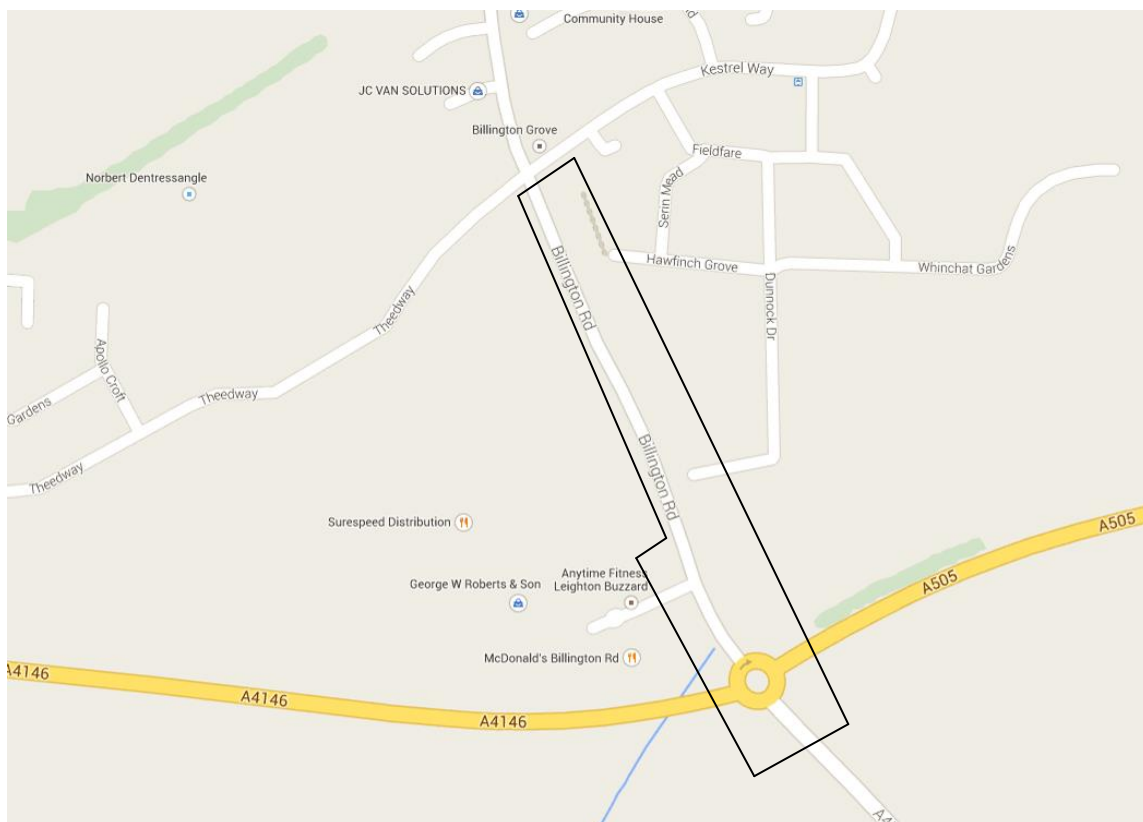 Community House
Rd
Kestrel Way
JC VAN SOLUTIONS
Billington Grove
Fieldfare
Norbert Dentressangle
Serin Mead
Hawfinch Grove
Whinchat Gardens
Billington Rd
Dunnock Dr
Theedway
Apollo Croft
Theedway
Gardens
Billington Rd
Theedway
Surespeed Distribution
A505
Anytime Fitness
Leighton Buzzard
George W Roberts & Son
A505
McDonald's Billington Rd
A4146
A4146
A4146